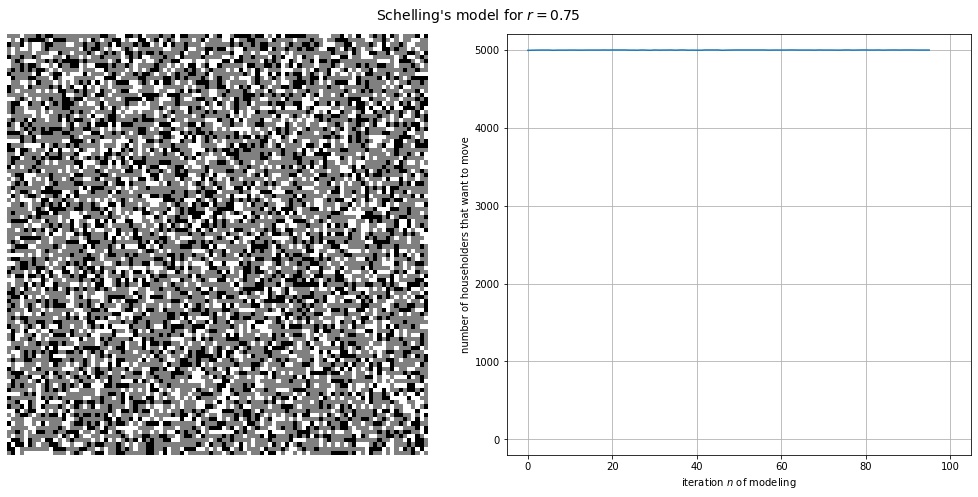 Schelling's model for r = 0.75
number of householders that want to move
5000
4000
3000
2000
1000
0
0 20 40 60 80 100
iteration n of modeling